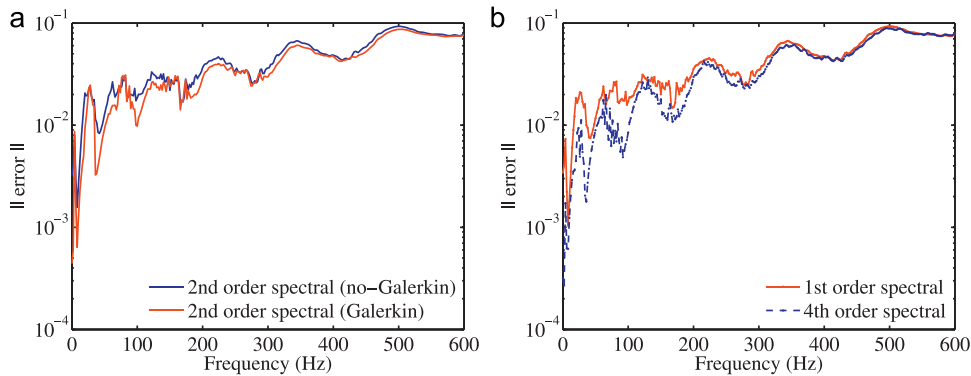 a
10⁻¹
10⁻²
10⁻³
10⁻⁴
|| error ||
2nd order spectral (no−Galerkin)
2nd order spectral (Galerkin)
0 100 200 300 400 500 600
Frequency (Hz)
b
10⁻¹
10⁻²
10⁻³
10⁻⁴
|| error ||
1st order spectral
4th order spectral
0 100 200 300 400 500 600
Frequency (Hz)